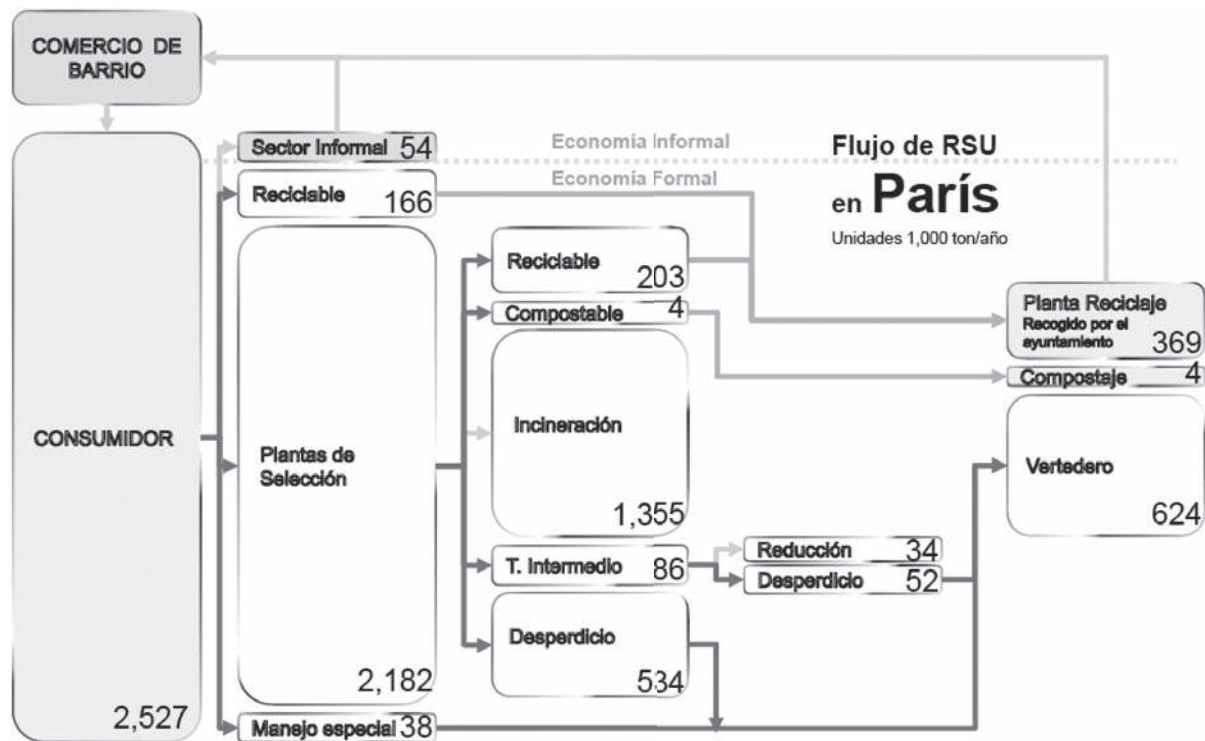 COMERCIO DE
BARRIO
Sector Informal 54
Economía Informal
Flujo de RSU
Reciclable
166
Economía Formal
en París
Unidades 1,000 ton/año
Reciclable
203
Compostable 4
Planta Reciclaje
Recogido por el
ayuntamiento 369
Compostaje 4
CONSUMIDOR
2,527
Plantas de
Selección
2,182
Incineración
1,355
Vertedero
624
T. Intermedio 86
Reducción 34
Desperdicio 52
Desperdicio
534
Manejo especial 38